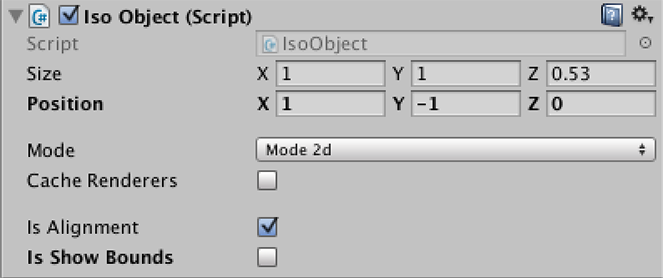 Iso Object (Script)
Script IsoObject
Size X 1 Y 1 Z 0.53
Position X 1 Y -1 Z 0
Mode Mode 2d
Cache Renderers
Is Alignment
Is Show Bounds